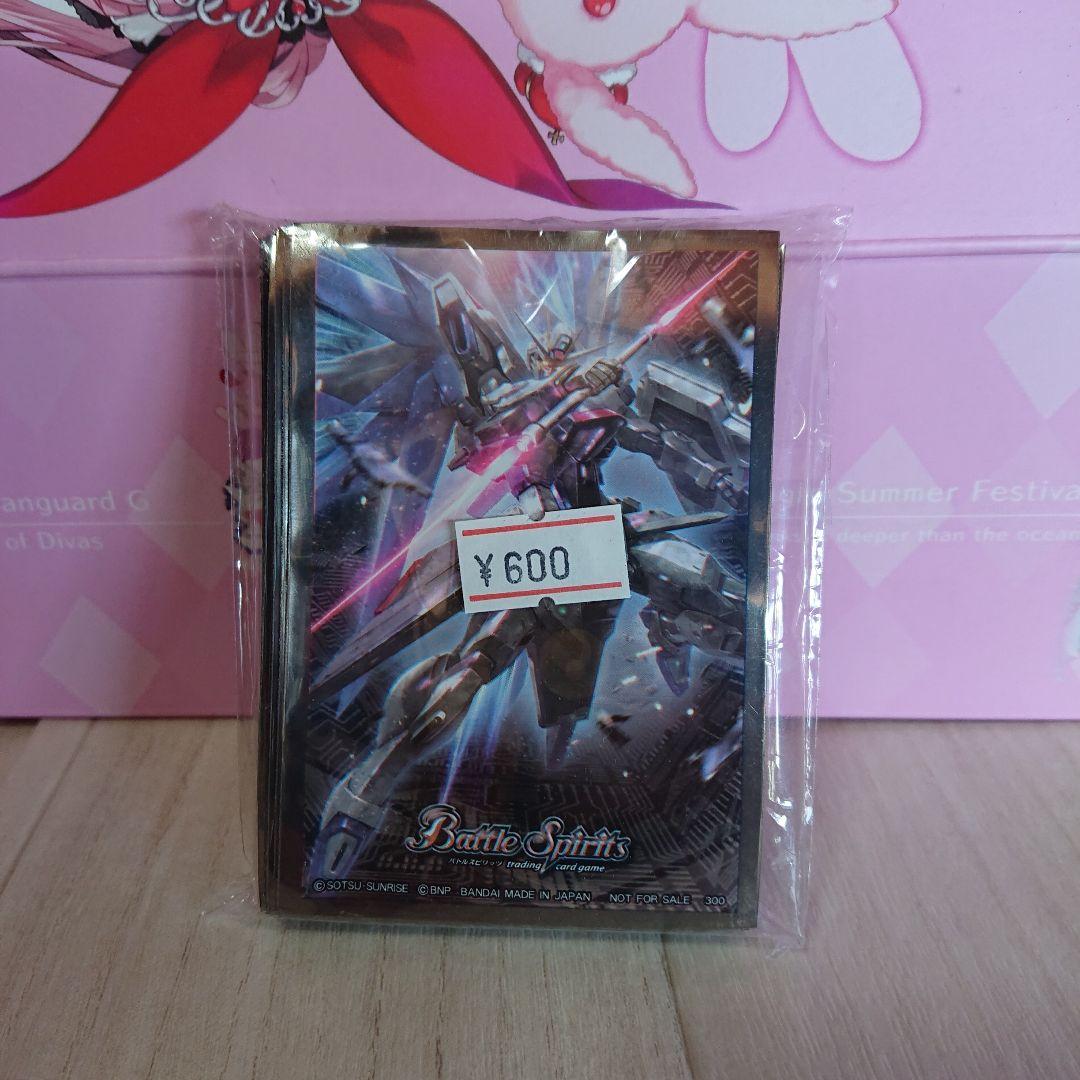 anguard G
of Divas
Summer Festiva
deeper than the ocean
¥600
Battle Spirits
バトルスピリッツ trading card game
©SOTSU・SUNRISE ©BNP BANDAI MADE IN JAPAN NOT FOR SALE 300